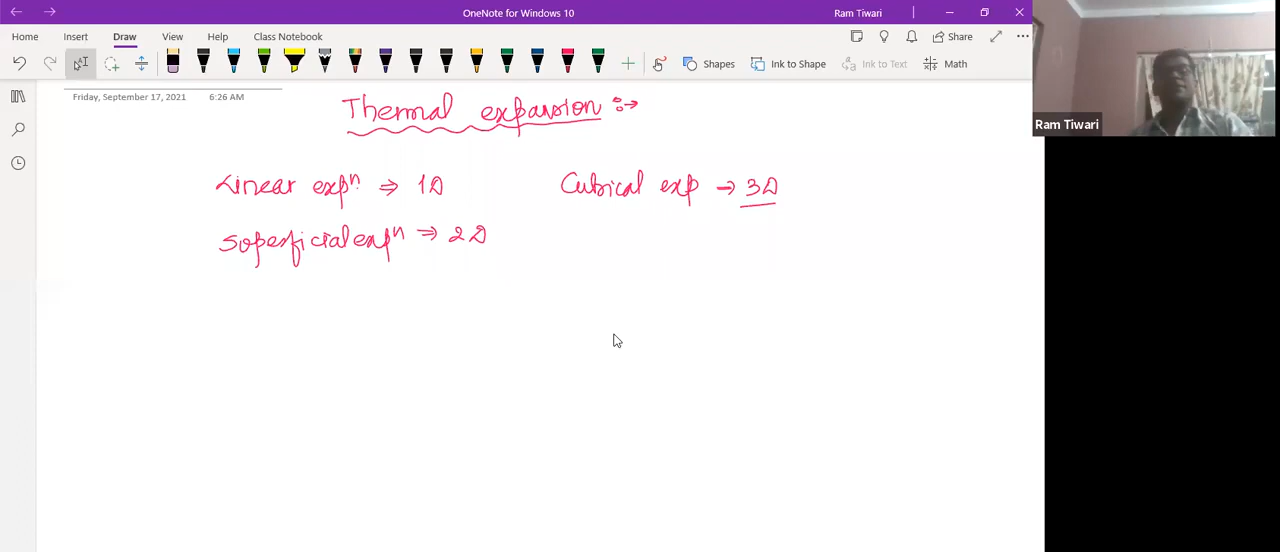 OneNote for Windows 10
Ram Tiwari
Home Insert Draw View Help Class Notebook
Share
Shapes Ink to Shape Ink to Text Math
Friday, September 17, 2021 6:26 AM
Thermal expansion :→
Ram Tiwari
Linear expⁿ ⇒ 1D
Cubical exp → 3D
Soperficial expⁿ ⇒ 2D